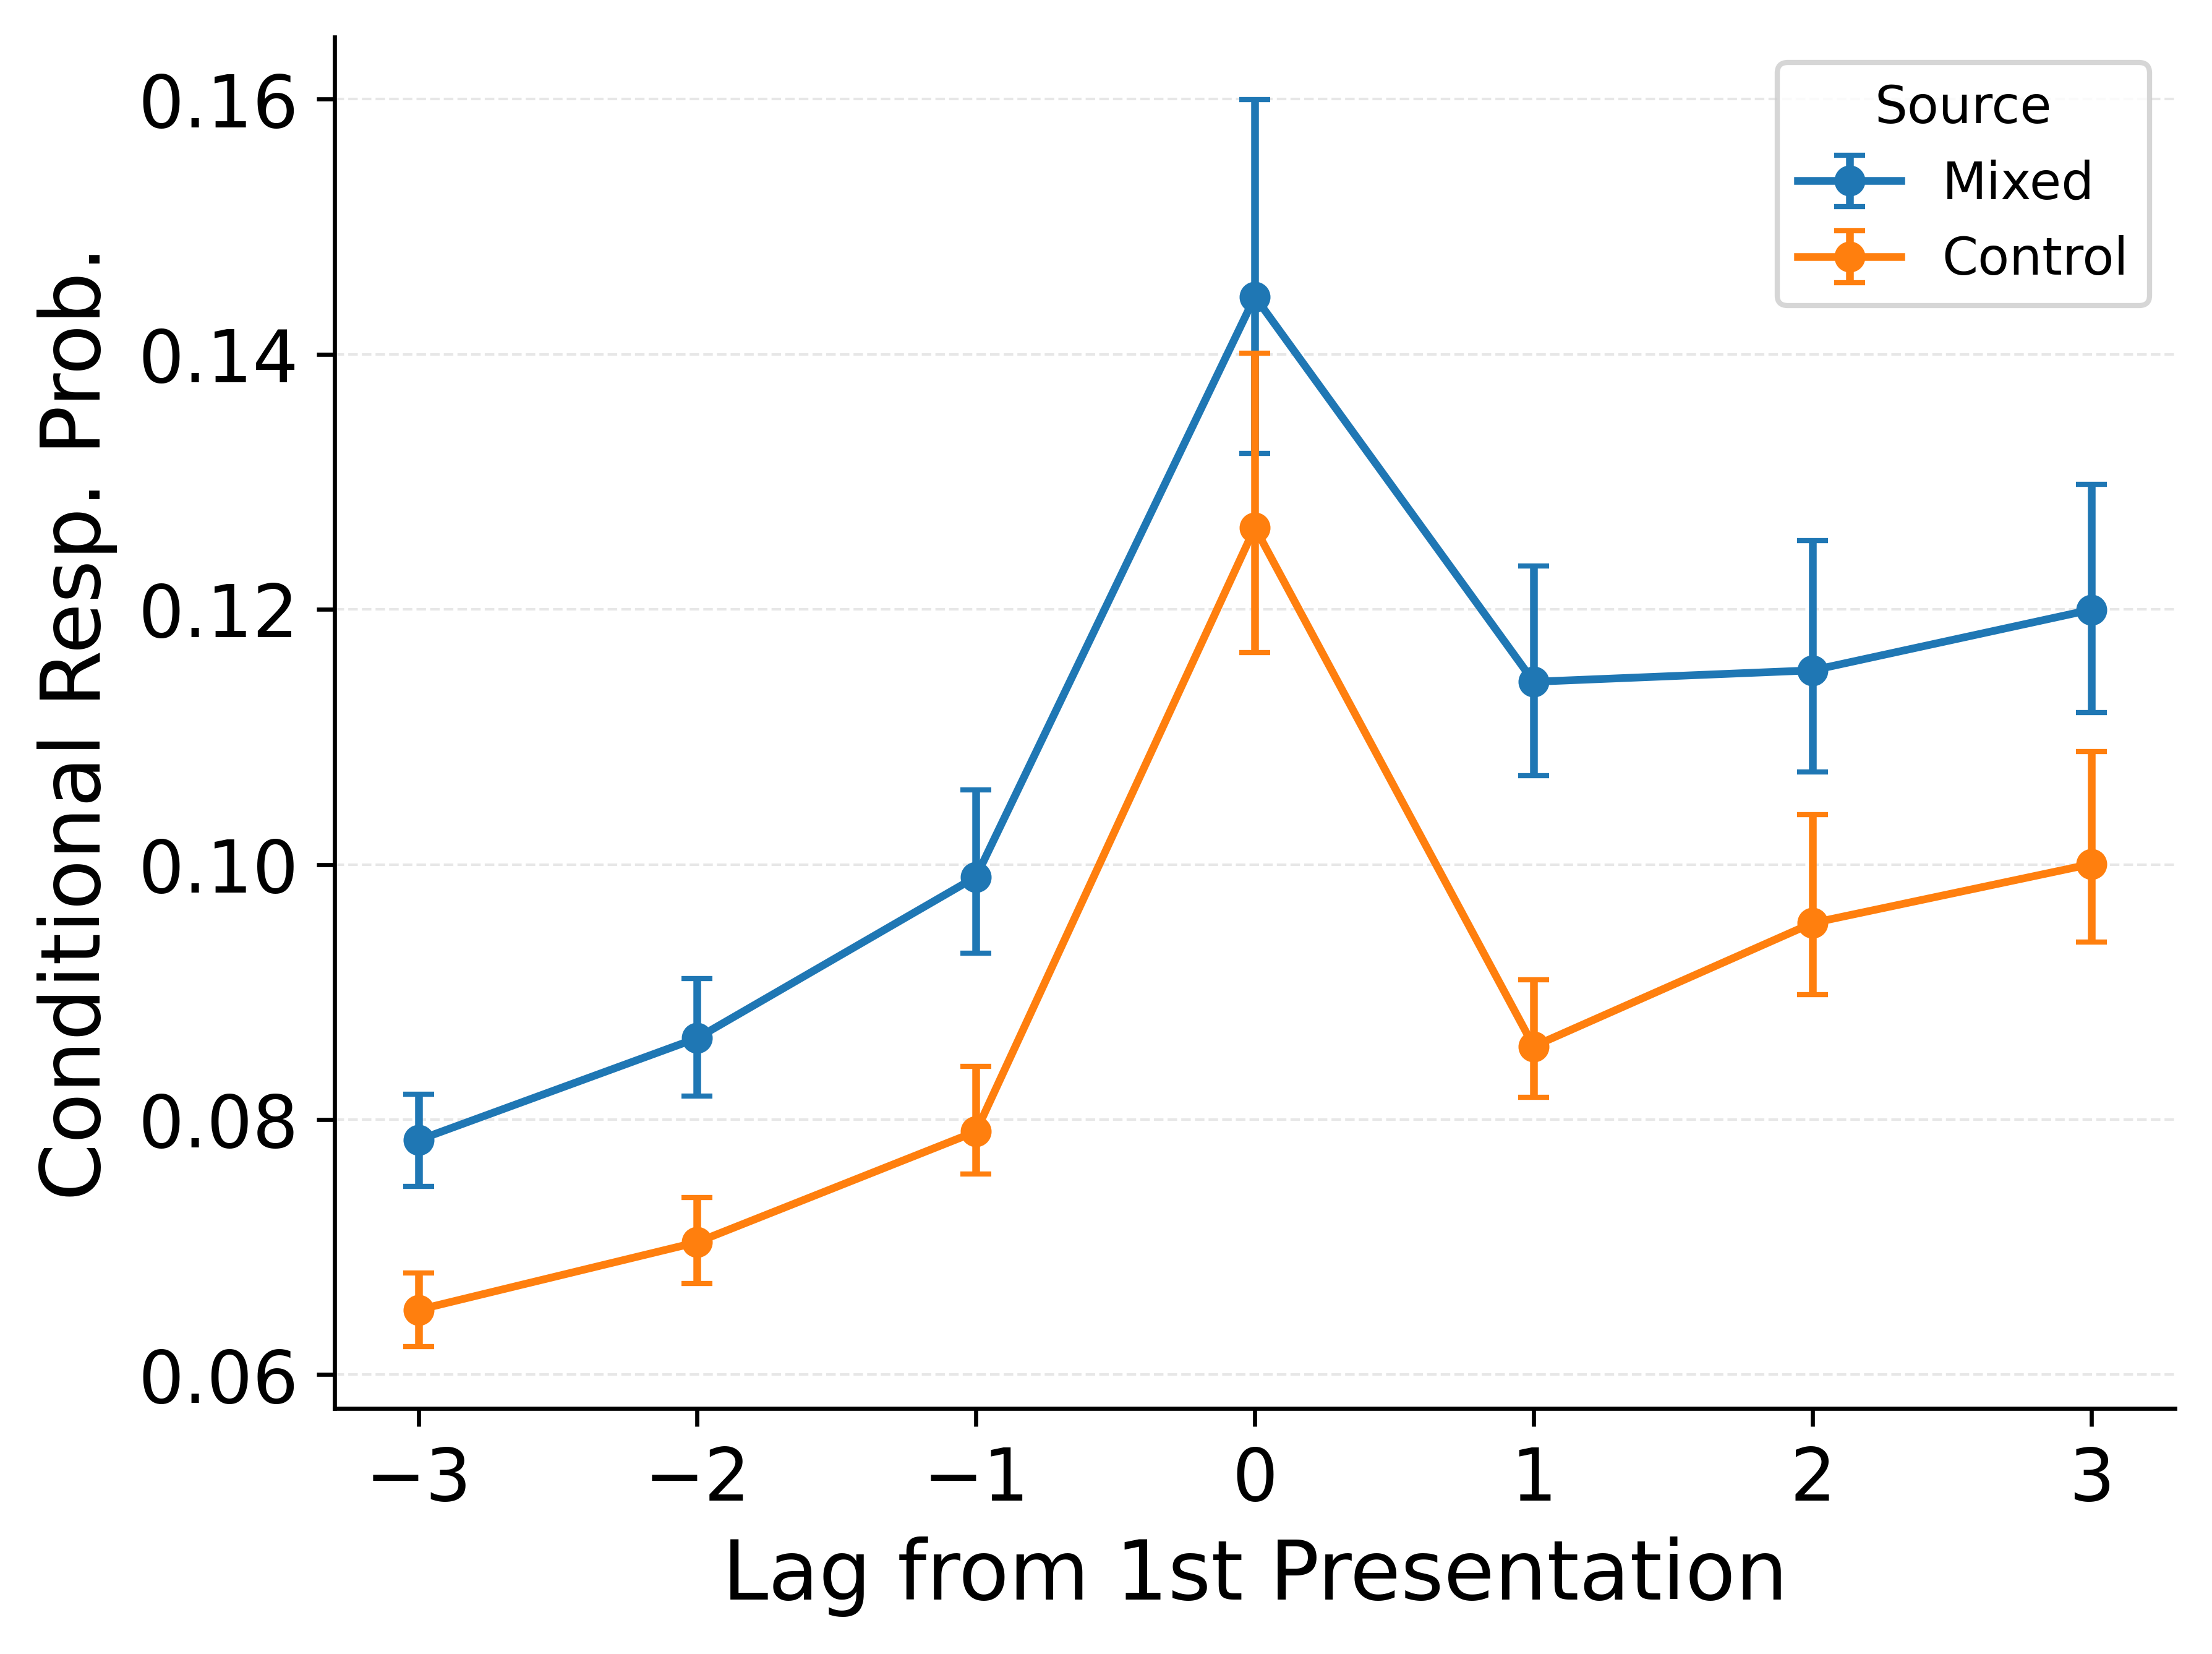 Conditional Resp. Prob.
0.16
0.14
0.12
0.10
0.08
0.06
Source
Mixed
Control
−3 −2 −1 0 1 2 3
Lag from 1st Presentation